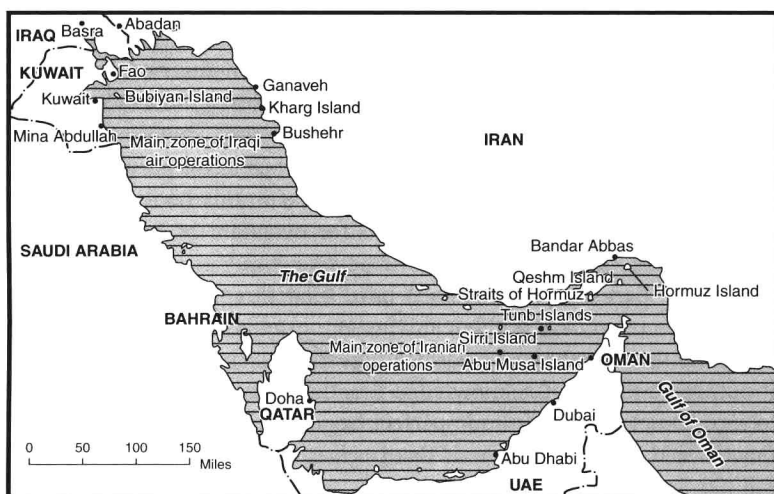 IRAQ
Basra
Abadan
KUWAIT
Fao
Kuwait
Bubiyan Island
Mina Abdullah
Ganaveh
Kharg Island
Bushehr
Main zone of Iraqi
air operations
IRAN
SAUDI ARABIA
The Gulf
Bandar Abbas
Qeshm Island
Straits of Hormuz
Hormuz Island
BAHRAIN
Tunb Islands
Sirri Island
Main zone of Iranian
operations
Abu Musa Island
OMAN
Doha
QATAR
Dubai
Gulf of Oman
Abu Dhabi
UAE
0 50 100 150
Miles